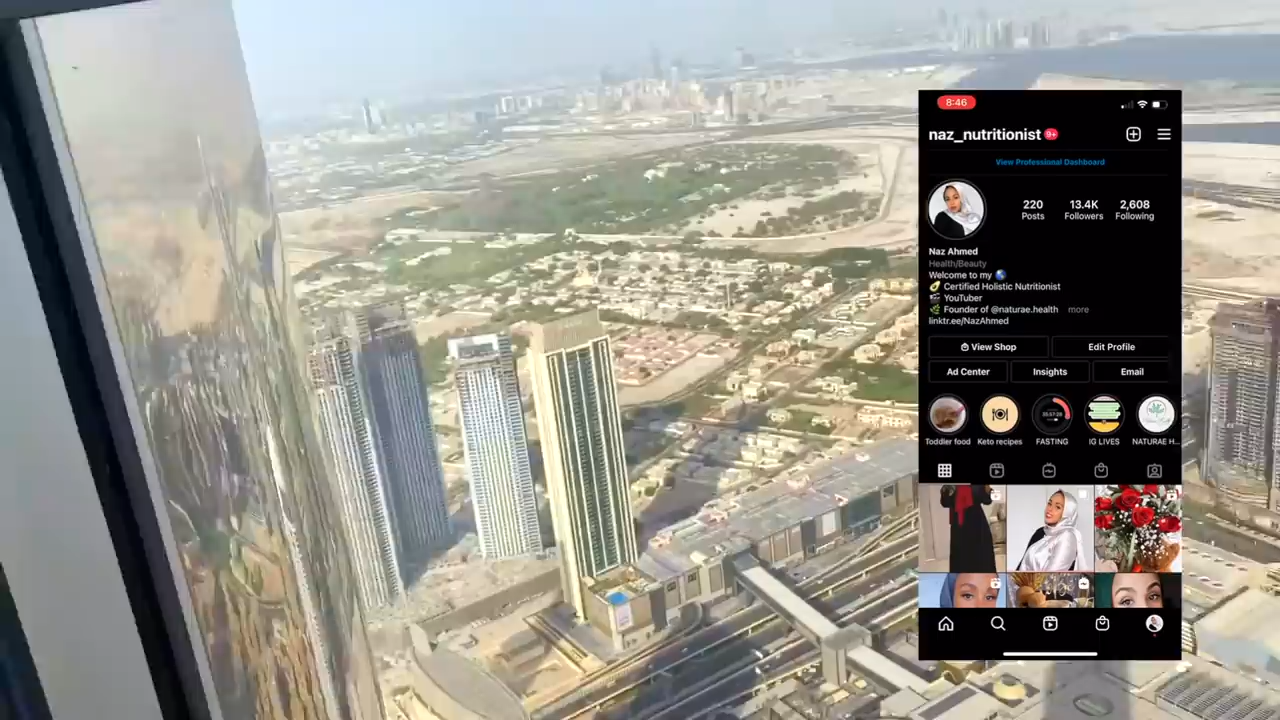 8:46
naz_nutritionist 9+
View Professional Dashboard
220 13.4K 2,608
Posts Followers Following
Naz Ahmed
Health/Beauty
Welcome to my
Certified Holistic Nutritionist
YouTuber
Founder of @naturae.health more
linktr.ee/NazAhmed
View Shop Edit Profile
Ad Center Insights Email
Toddler food Keto recipes FASTING IG LIVES NATURAE H...